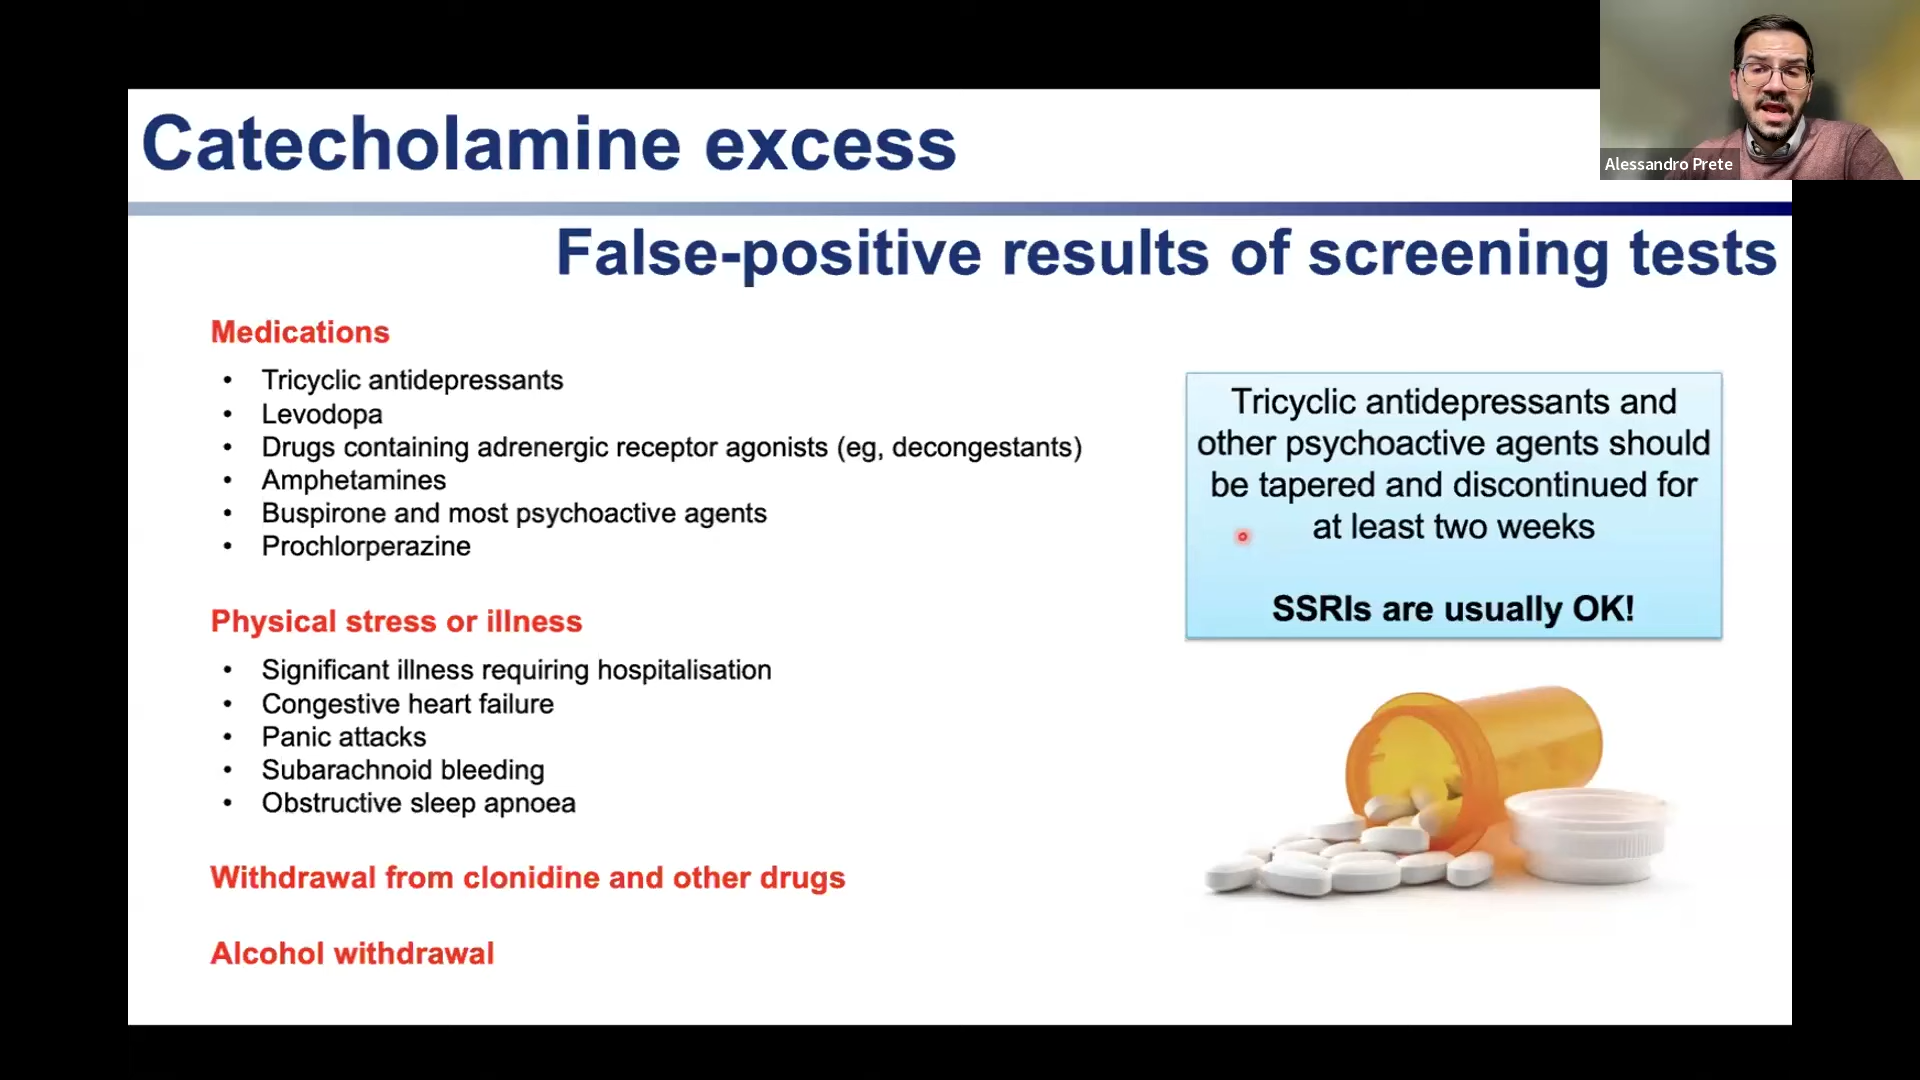 Catecholamine excess
Alessandro Prete
False-positive results of screening tests
Medications
• Tricyclic antidepressants
• Levodopa
• Drugs containing adrenergic receptor agonists (eg, decongestants)
• Amphetamines
• Buspirone and most psychoactive agents
• Prochlorperazine
Physical stress or illness
• Significant illness requiring hospitalisation
• Congestive heart failure
• Panic attacks
• Subarachnoid bleeding
• Obstructive sleep apnoea
Withdrawal from clonidine and other drugs
Alcohol withdrawal
Tricyclic antidepressants and
other psychoactive agents should
be tapered and discontinued for
at least two weeks
SSRIs are usually OK!